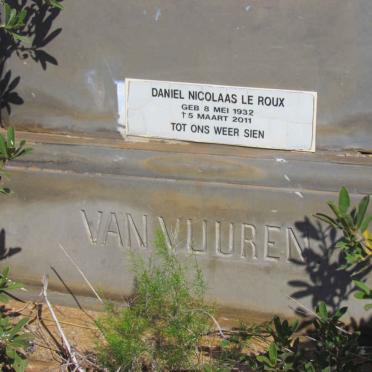 DANIEL NICOLAAS LE ROUX
GEB 8 MEI 1932
† 5 MAART 2011
TOT ONS WEER SIEN
VAN VUUREN